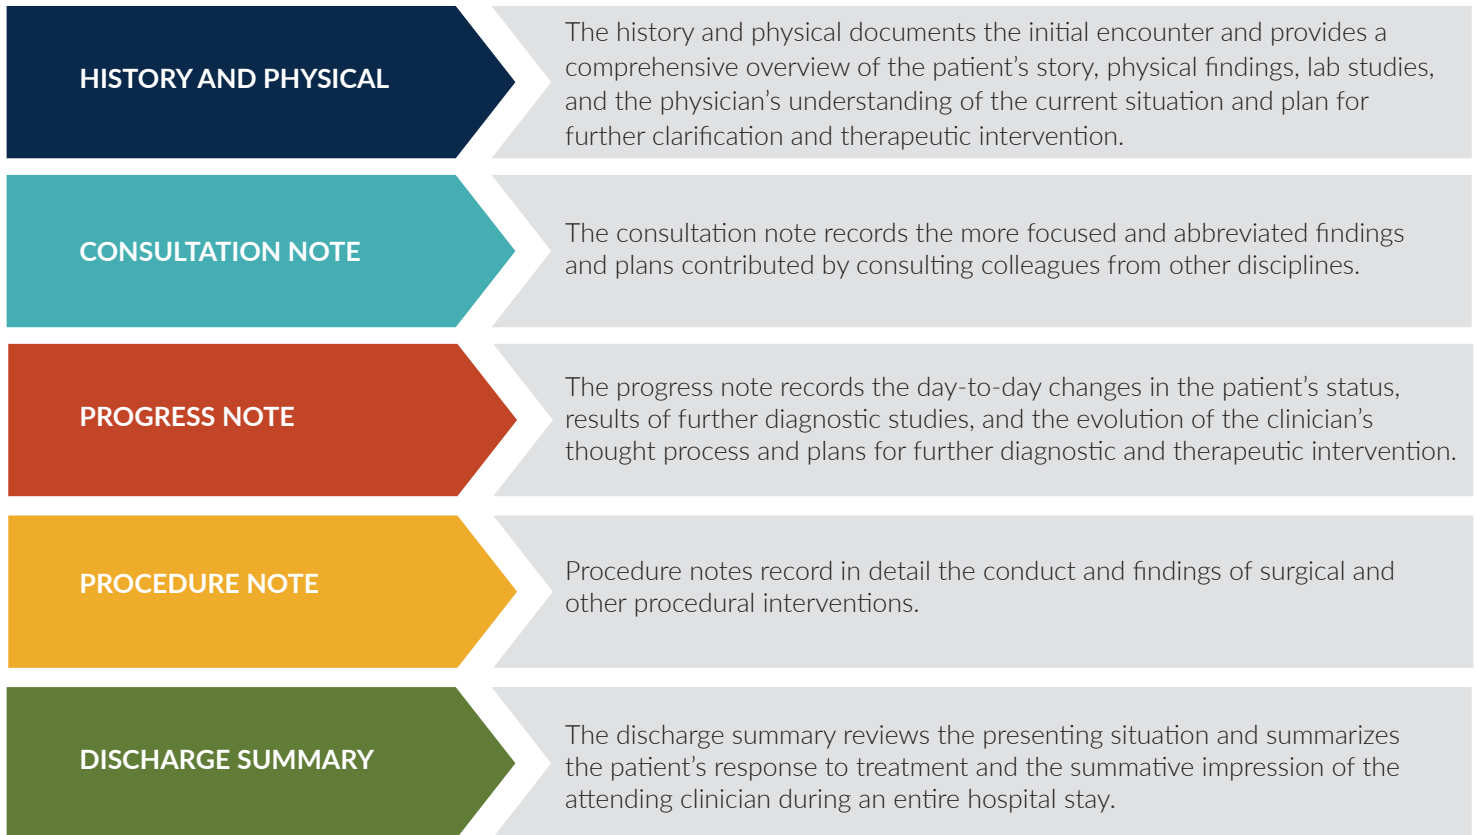 HISTORY AND PHYSICAL
The history and physical documents the initial encounter and provides a
comprehensive overview of the patient’s story, physical findings, lab studies,
and the physician’s understanding of the current situation and plan for
further clarification and therapeutic intervention.
CONSULTATION NOTE
The consultation note records the more focused and abbreviated findings
and plans contributed by consulting colleagues from other disciplines.
PROGRESS NOTE
The progress note records the day-to-day changes in the patient’s status,
results of further diagnostic studies, and the evolution of the clinician’s
thought process and plans for further diagnostic and therapeutic intervention.
PROCEDURE NOTE
Procedure notes record in detail the conduct and findings of surgical and
other procedural interventions.
DISCHARGE SUMMARY
The discharge summary reviews the presenting situation and summarizes
the patient’s response to treatment and the summative impression of the
attending clinician during an entire hospital stay.